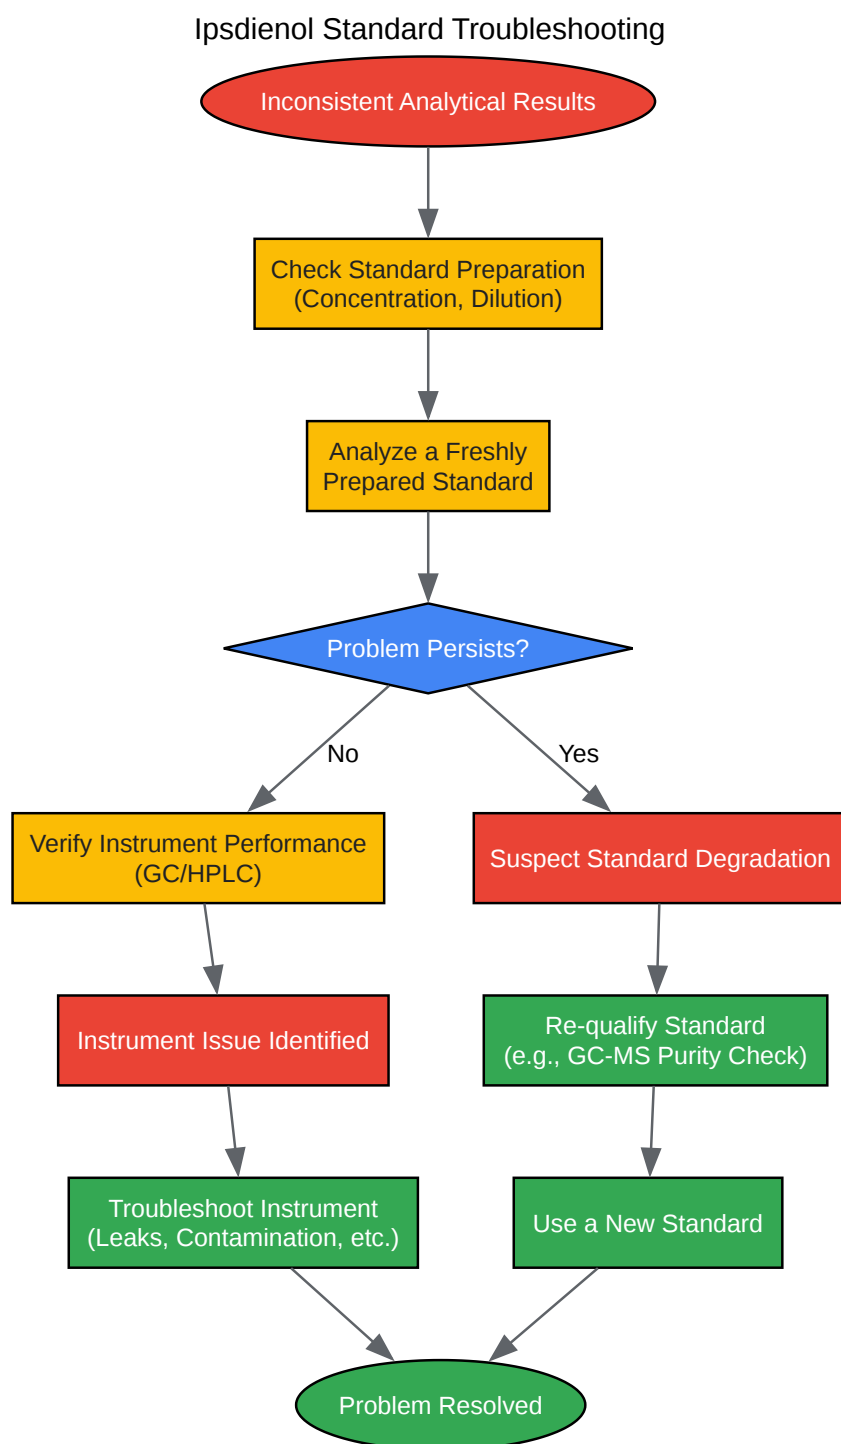 Ipsdienol Standard Troubleshooting
Inconsistent Analytical Results
Check Standard Preparation
(Concentration, Dilution)
Analyze a Freshly
Prepared Standard
Problem Persists?
No
Yes
Verify Instrument Performance
(GC/HPLC)
Suspect Standard Degradation
Instrument Issue Identified
Re-qualify Standard
(e.g., GC-MS Purity Check)
Troubleshoot Instrument
(Leaks, Contamination, etc.)
Use a New Standard
Problem Resolved